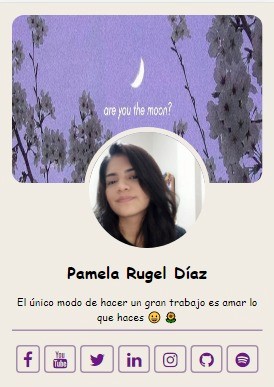 are you the moon?
Pamela Rugel Díaz
El único modo de hacer un gran trabajo es amar lo
que haces 😀 🌻
You
Tube
in